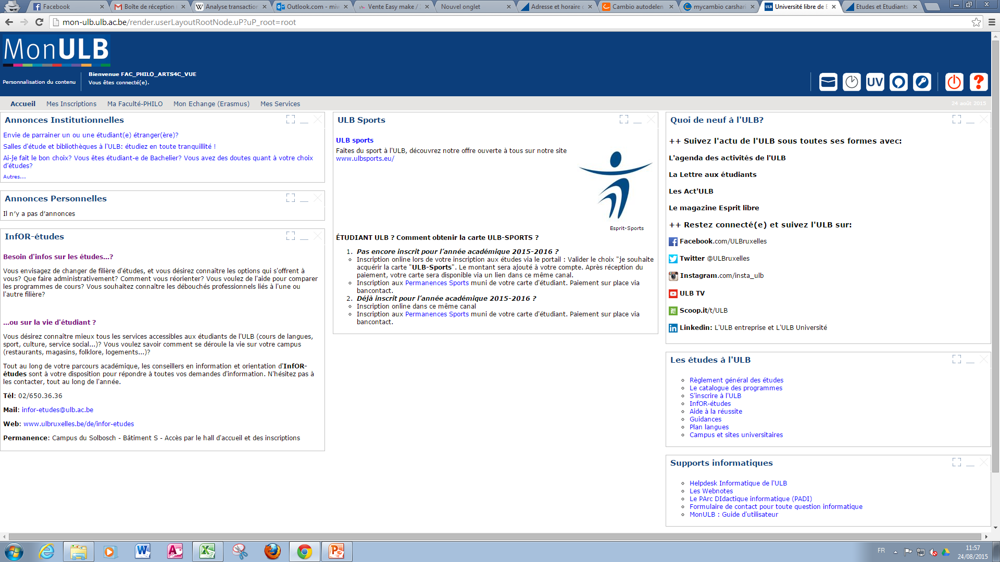 Facebook
Boîte de réception
Analyse transaction
Outlook.com - miw
Vente Easy make /
Nouvel onglet
Adresse et horaire
Cambio autodelen
mycambio carshari
Université libre de B
Etudes et Etudiants
mon-ulb.ulb.ac.be/render.userLayoutRootNode.uP?uP_root=root
MonULB
Personnalisation du contenu
Bienvenue FAC_PHILO_ARTS4C_VUE
Vous êtes connecté(e).
UV
?
Accueil Mes Inscriptions Ma Faculté-PHILO Mon Echange (Erasmus) Mes Services
24 août 2015
Annonces Institutionnelles
Envie de parrainer un ou une étudiant(e) étranger(ère)?
Salles d'étude et bibliothèques à l'ULB: étudiez en toute tranquillité !
Ai-je fait le bon choix? Vous êtes étudiant-e de Bachelier? Vous avez des doutes quant à votre choix
d’études?
Autres...
Annonces Personnelles
Il n’y a pas d’annonces
InfOR-études
Besoin d'infos sur les études...?
Vous envisagez de changer de filière d'études, et vous désirez connaître les options qui s'offrent à
vous? Que faire administrativement? Comment vous réorienter? Vous voulez de l'aide pour comparer
les programmes de cours? Vous souhaitez connaître les débouchés professionnels liés à l'une ou
l'autre filière?
...ou sur la vie d'étudiant ?
Vous désirez connaître mieux tous les services accessibles aux étudiants de l'ULB (cours de langues,
sport, culture, service social...)? Vous voulez savoir comment se déroule la vie sur votre campus
(restaurants, magasins, folklore, logements...)?
Tout au long de votre parcours académique, les conseillers en information et orientation d'InfOR-
études sont à votre disposition pour répondre à toutes vos demandes d'information. N'hésitez pas à
les contacter, tout au long de l'année.
Tél: 02/650.36.36
Mail: infor-etudes@ulb.ac.be
Web: www.ulbruxelles.be/de/infor-etudes
Permanence: Campus du Solbosch - Bâtiment S - Accès par le hall d'accueil et des inscriptions
ULB Sports
ULB sports
Faites du sport à l'ULB, découvrez notre offre ouverte à tous sur notre site
www.ulbsports.eu/
Esprit-Sports
ÉTUDIANT ULB ? Comment obtenir la carte ULB-SPORTS ?
1. Pas encore inscrit pour l’année académique 2015-2016 ?
Inscription online lors de votre inscription aux études via le portail : Valider le choix "je souhaite
acquérir la carte "ULB-Sports". Le montant sera ajouté à votre compte. Après réception du
paiement, votre carte sera disponible via un lien dans ce même canal.
Inscription aux Permanences Sports muni de votre carte d'étudiant. Paiement sur place via
bancontact.
2. Déjà inscrit pour l’année académique 2015-2016 ?
Inscription online dans ce même canal
Inscription aux Permanences Sports muni de votre carte d'étudiant. Paiement sur place via
bancontact.
Quoi de neuf à l'ULB?
++ Suivez l'actu de l'ULB sous toutes ses formes avec:
L'agenda des activités de l'ULB
La Lettre aux étudiants
Les Act'ULB
Le magazine Esprit libre
++ Restez connecté(e) et suivez l'ULB sur:
Facebook.com/ULBruxelles
Twitter @ULBruxelles
Instagram.com/insta_ulb
ULB TV
Scoop.it/t/ULB
Linkedin: L'ULB entreprise et L'ULB Université
Les études à l'ULB
Règlement général des études
Le catalogue des programmes
S'inscrire à l'ULB
InfOR-études
Aide à la réussite
Guidances
Plan langues
Campus et sites universitaires
Supports informatiques
Helpdesk Informatique de l'ULB
Les Webnotes
Le PArc DIdactique informatique (PADI)
Formulaire de contact pour toute question informatique
MonULB : Guide d'utilisateur
FR
11:57
24/08/2015